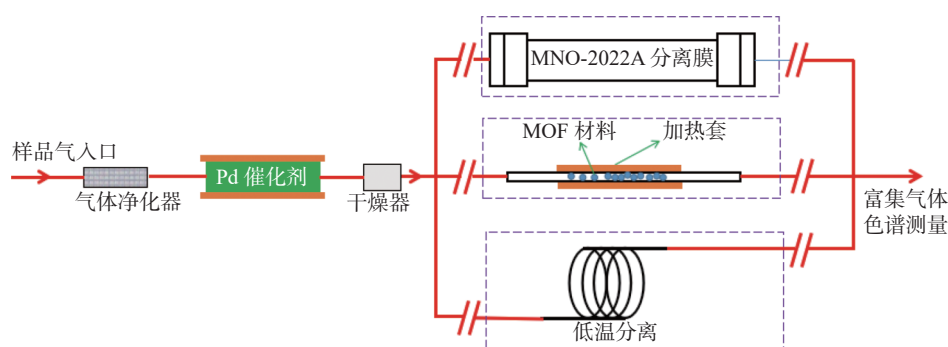 MNO-2022A 分离膜
MOF 材料
加热套
样品气入口
Pd 催化剂
气体净化器
干燥器
富集气体
色谱测量
低温分离